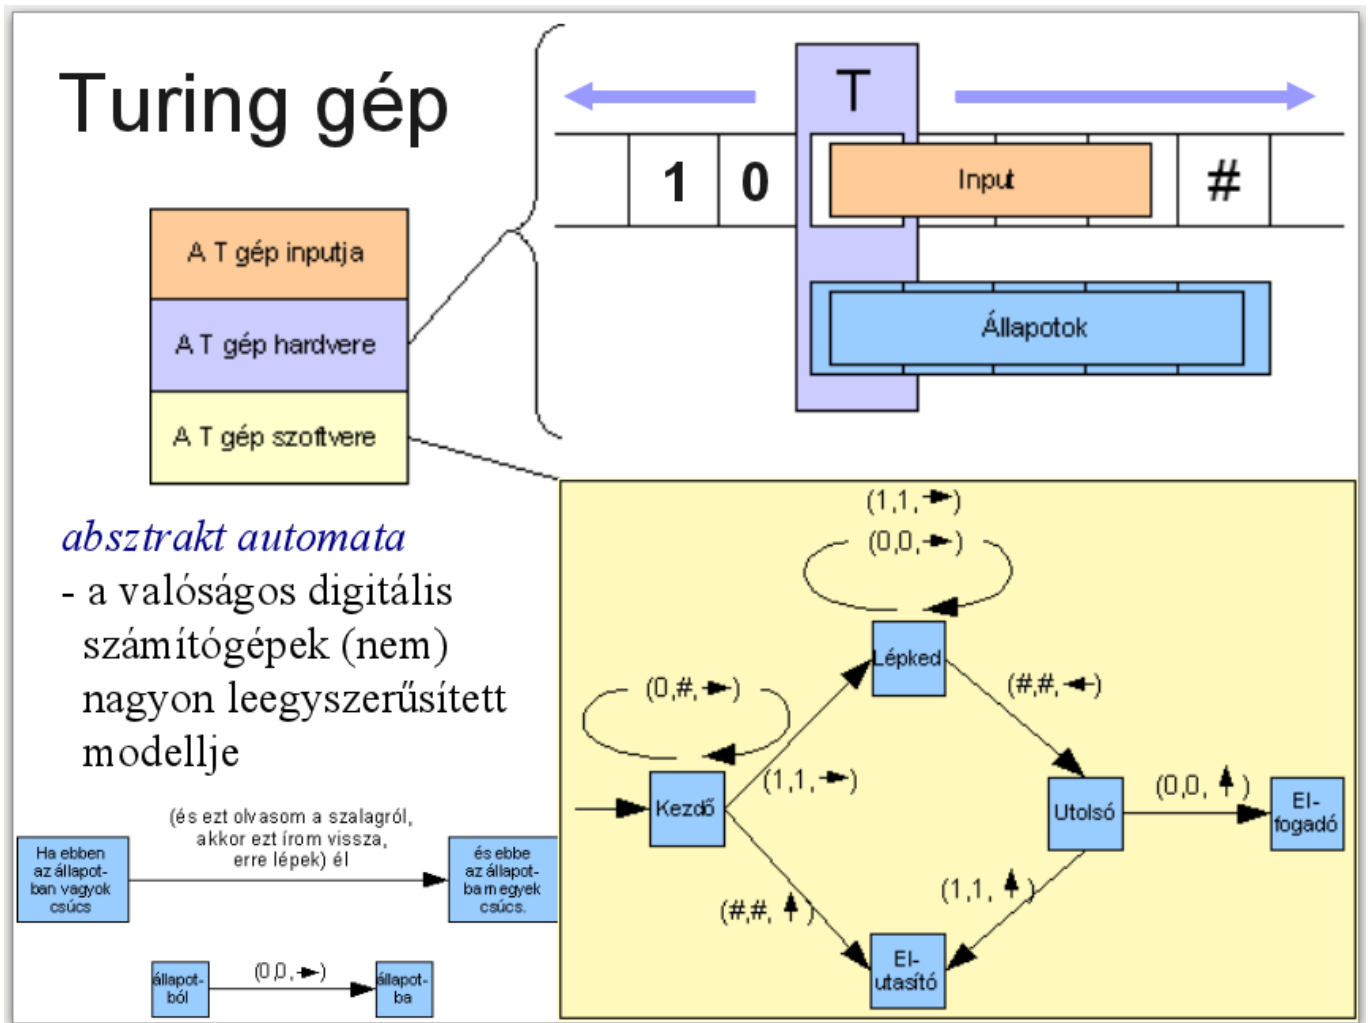 Turing gép
T
1 0 Input #
Állapotok
A T gép inputja
A T gép hardvere
A T gép szoftvere
absztrakt automata
- a valóságos digitális
számítógépek (nem)
nagyon leegyszerűsített
modellje
(és ezt olvasom a szalagról,
akkor ezt írom vissza,
erre lépek) él
Ha ebben
az állapot-
ban vagyok
csúcs
és ebbe
az állapot-
ba megyek
csúcs.
(0,0,→)
állapot-
ból
állapot-
ba
(1,1,→)
(0,0,→)
Lépked
(0,#,→)
(#,#,←)
(1,1,→)
Kezdő
Utolsó
(0,0,↑)
El-
fogadó
(#,#,↑)
(1,1,↑)
El-
utasító